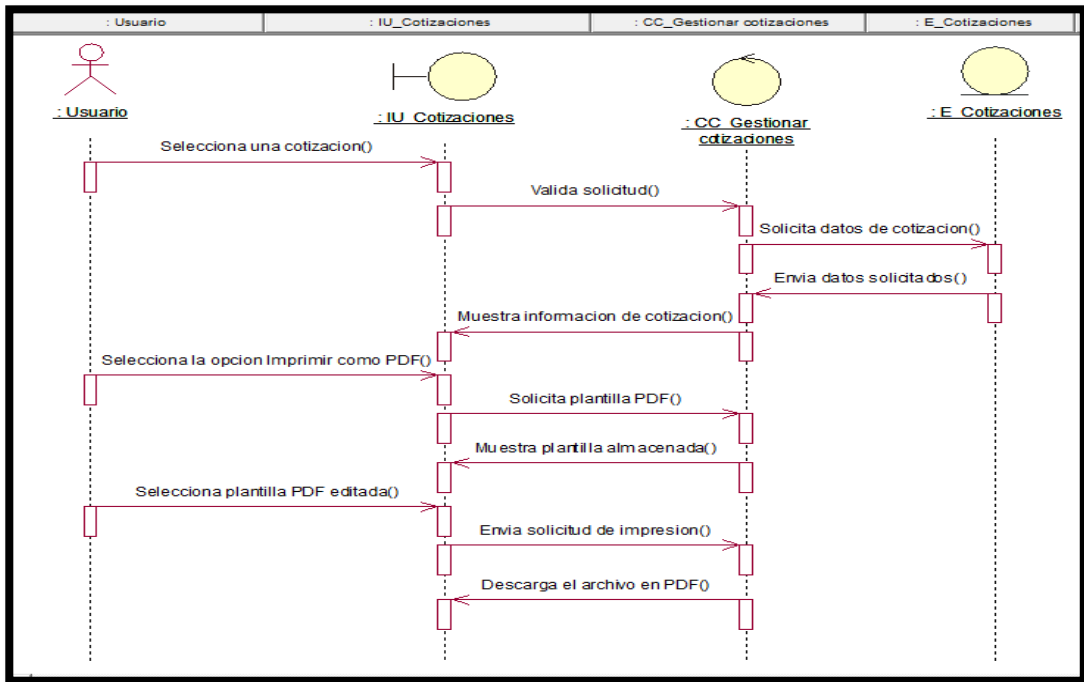 : Usuario
: IU_Cotizaciones
: CC_Gestionar cotizaciones
: E_Cotizaciones
: Usuario
: IU_Cotizaciones
: CC_Gestionar
cotizaciones
: E_Cotizaciones
Selecciona una cotizacion()
Valida solicitud()
Solicita datos de cotizacion()
Envia datos solicitados()
Muestra informacion de cotizacion()
Selecciona la opcion Imprimir como PDF()
Solicita plantilla PDF()
Muestra plantilla almacenada()
Selecciona plantilla PDF editada()
Envia solicitud de impresion()
Descarga el archivo en PDF()